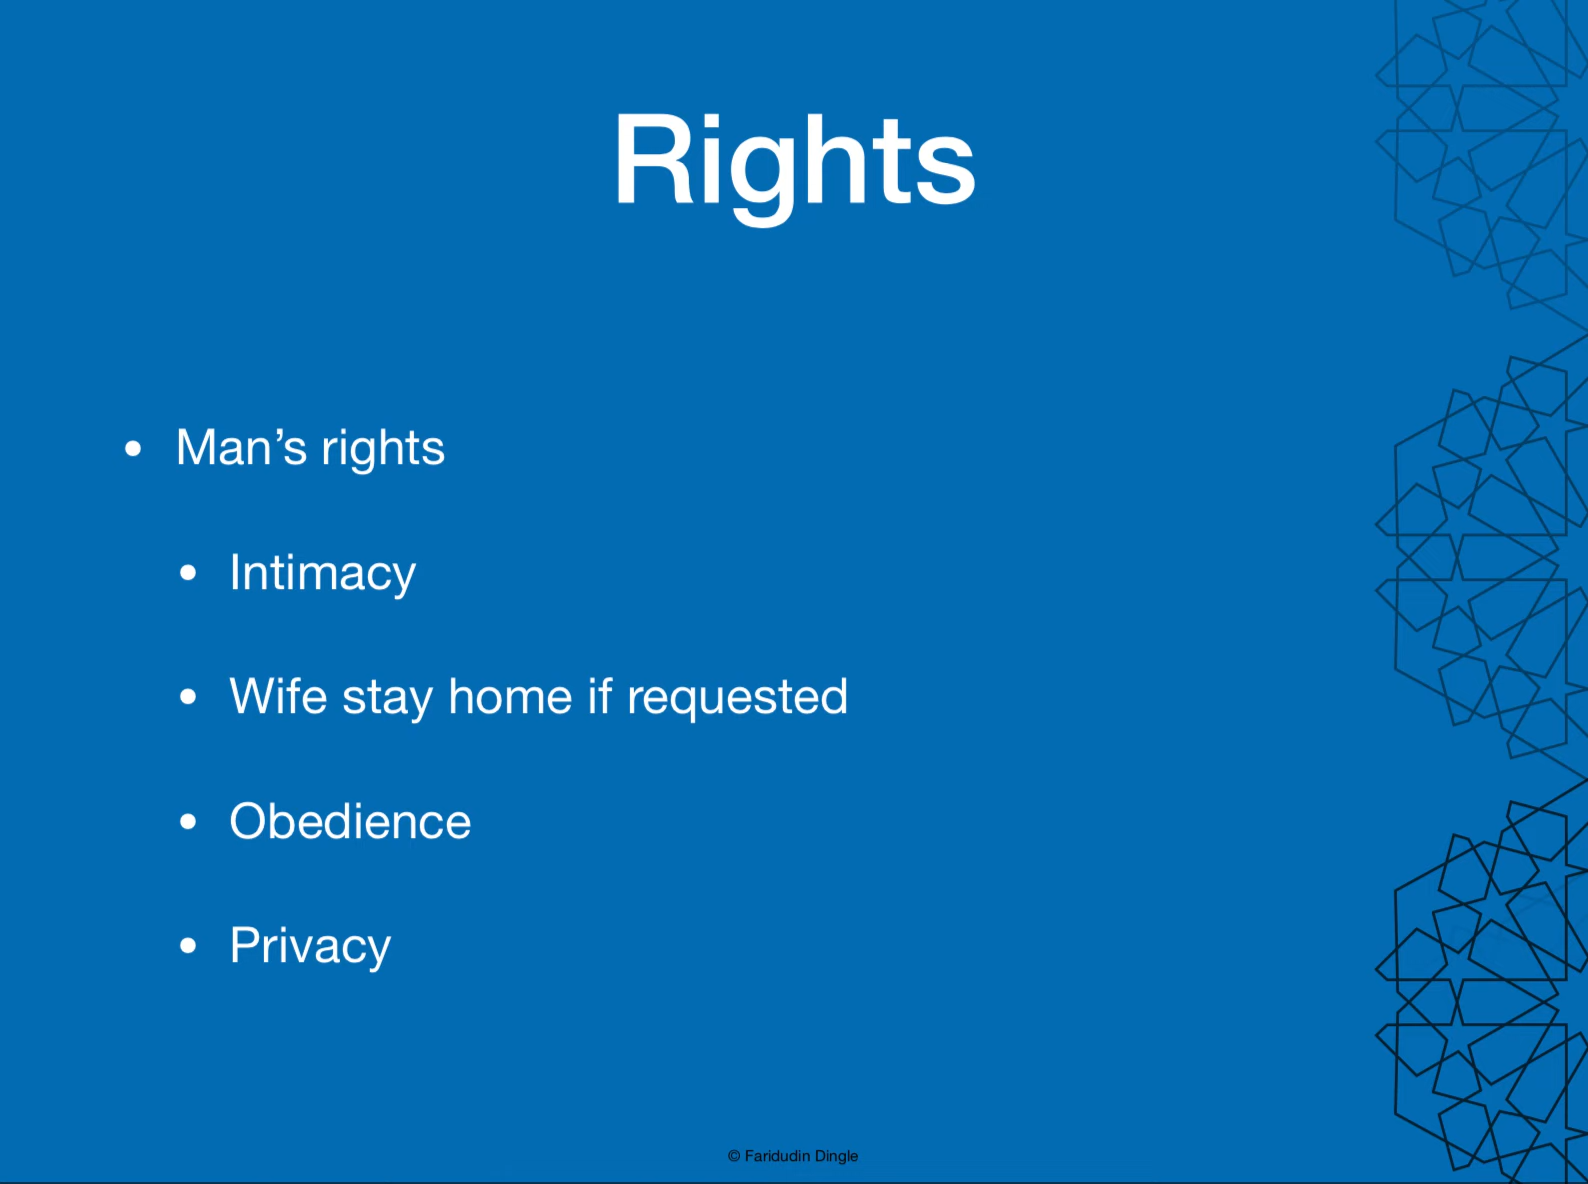 Rights
• Man’s rights
• Intimacy
• Wife stay home if requested
• Obedience
• Privacy
© Faridudin Dingle